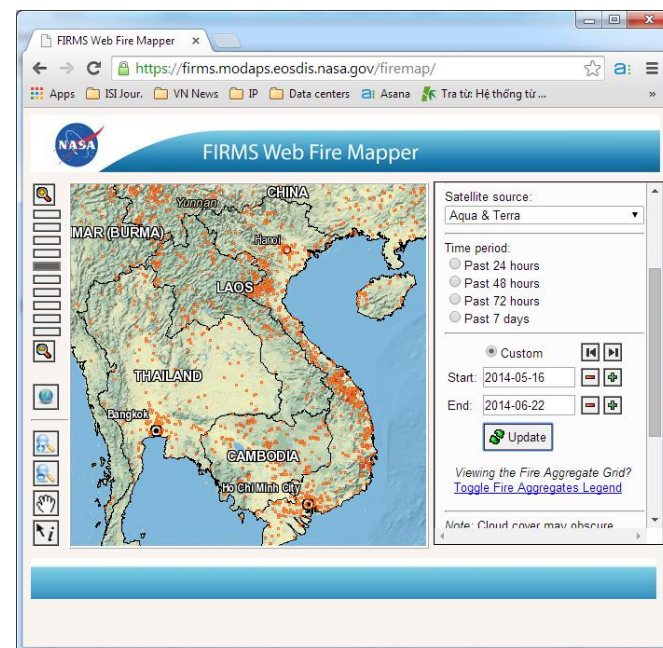 FIRMS Web Fire Mapper
https://firms.modaps.eosdis.nasa.gov/firemap/
Apps ISI Jour. VN News IP Data centers Asana Tra từ: Hệ thống từ ... »
NASA
FIRMS Web Fire Mapper
CHINA
Yunnan
MAR (BURMA)
Hanoi
LAOS
THAILAND
Bangkok
CAMBODIA
Ho Chi Minh City
Satellite source:
Aqua & Terra
Time period:
Past 24 hours
Past 48 hours
Past 72 hours
Past 7 days
Custom
Start: 2014-05-16
End: 2014-06-22
Update
Viewing the Fire Aggregate Grid?
Toggle Fire Aggregates Legend
Note: Cloud cover may obscure